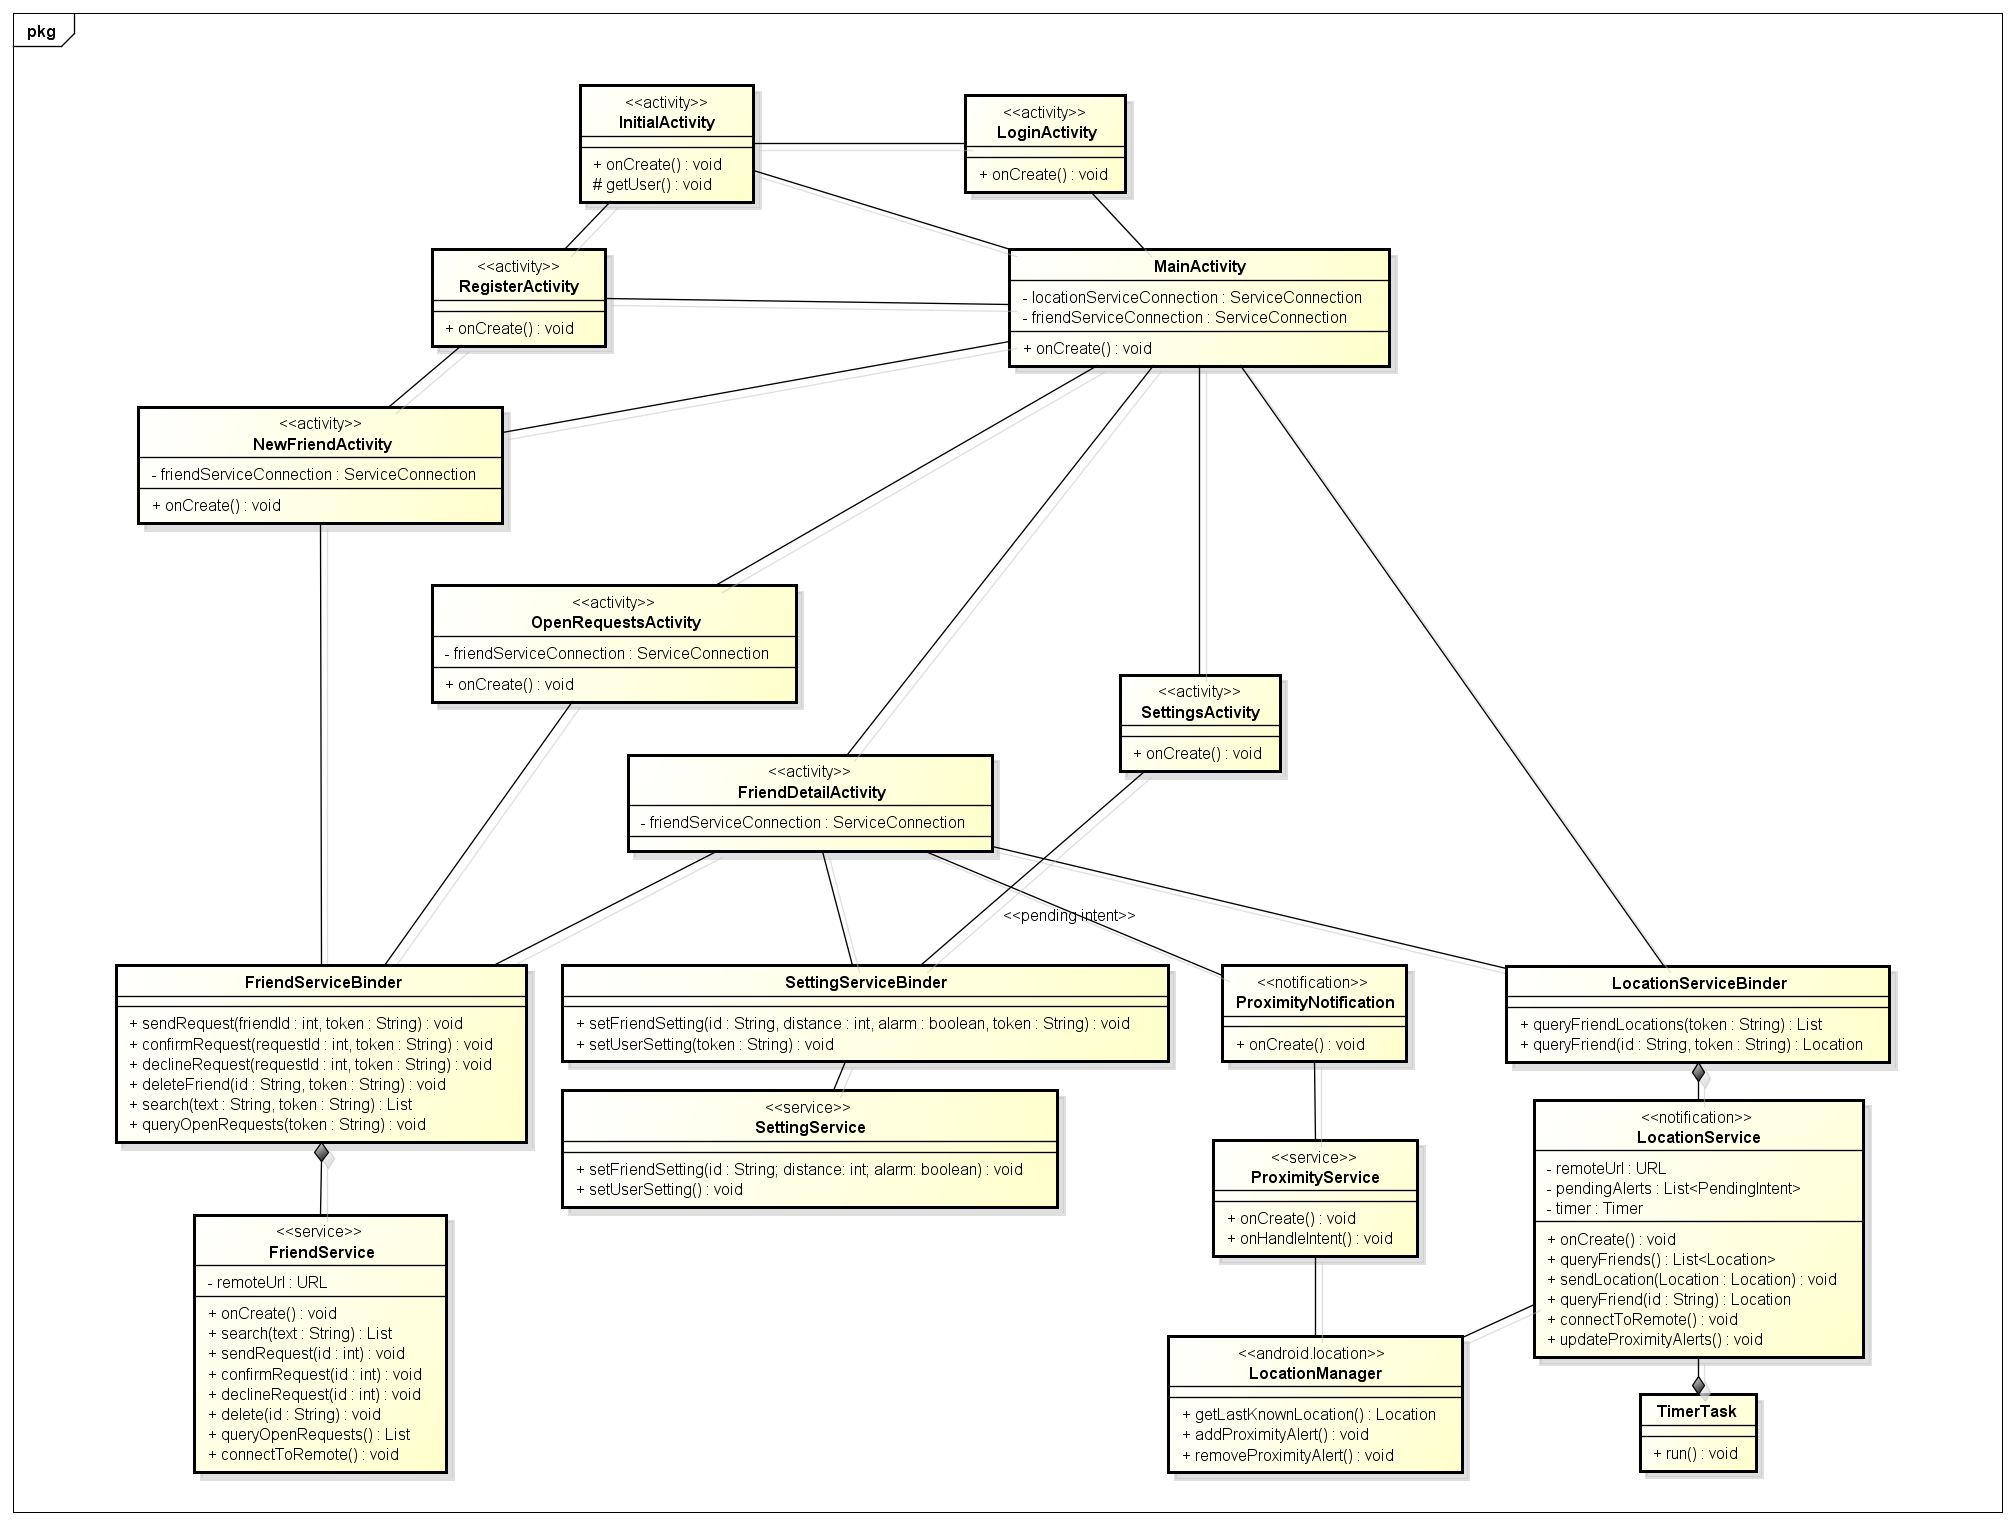 pkg
<<activity>>
InitialActivity
+ onCreate() : void
# getUser() : void
<<activity>>
LoginActivity
+ onCreate() : void
<<activity>>
RegisterActivity
+ onCreate() : void
MainActivity
- locationServiceConnection : ServiceConnection
- friendServiceConnection : ServiceConnection
+ onCreate() : void
<<activity>>
NewFriendActivity
- friendServiceConnection : ServiceConnection
+ onCreate() : void
<<activity>>
OpenRequestsActivity
- friendServiceConnection : ServiceConnection
+ onCreate() : void
<<activity>>
SettingsActivity
+ onCreate() : void
<<activity>>
FriendDetailActivity
- friendServiceConnection : ServiceConnection
<<pending intent>>
FriendServiceBinder
+ sendRequest(friendId : int, token : String) : void
+ confirmRequest(requestId : int, token : String) : void
+ declineRequest(requestId : int, token : String) : void
+ deleteFriend(id : String, token : String) : void
+ search(text : String, token : String) : List
+ queryOpenRequests(token : String) : void
SettingServiceBinder
+ setFriendSetting(id : String, distance : int, alarm : boolean, token : String) : void
+ setUserSetting(token : String) : void
<<notification>>
ProximityNotification
+ onCreate() : void
LocationServiceBinder
+ queryFriendLocations(token : String) : List
+ queryFriend(id : String, token : String) : Location
<<service>>
SettingService
+ setFriendSetting(id : String; distance: int; alarm: boolean) : void
+ setUserSetting() : void
<<service>>
ProximityService
+ onCreate() : void
+ onHandleIntent() : void
<<notification>>
LocationService
- remoteUrl : URL
- pendingAlerts : List<PendingIntent>
- timer : Timer
+ onCreate() : void
+ queryFriends() : List<Location>
+ sendLocation(Location : Location) : void
+ queryFriend(id : String) : Location
+ connectToRemote() : void
+ updateProximityAlerts() : void
<<service>>
FriendService
- remoteUrl : URL
+ onCreate() : void
+ search(text : String) : List
+ sendRequest(id : int) : void
+ confirmRequest(id : int) : void
+ declineRequest(id : int) : void
+ delete(id : String) : void
+ queryOpenRequests() : List
+ connectToRemote() : void
<<android.location>>
LocationManager
+ getLastKnownLocation() : Location
+ addProximityAlert() : void
+ removeProximityAlert() : void
TimerTask
+ run() : void